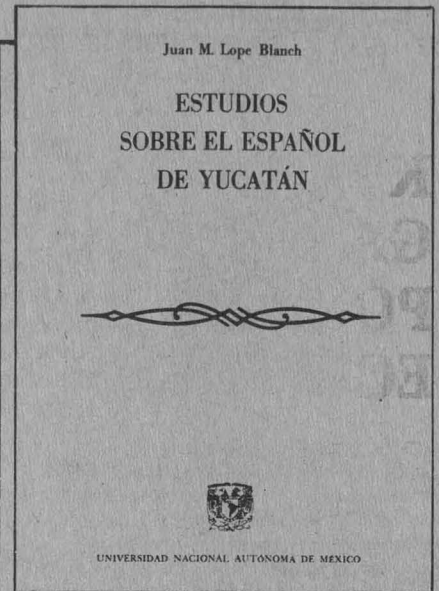 Juan M. Lope Blanch
ESTUDIOS
SOBRE EL ESPAÑOL
DE YUCATÁN
UNIVERSIDAD NACIONAL AUTÓNOMA DE MÉXICO